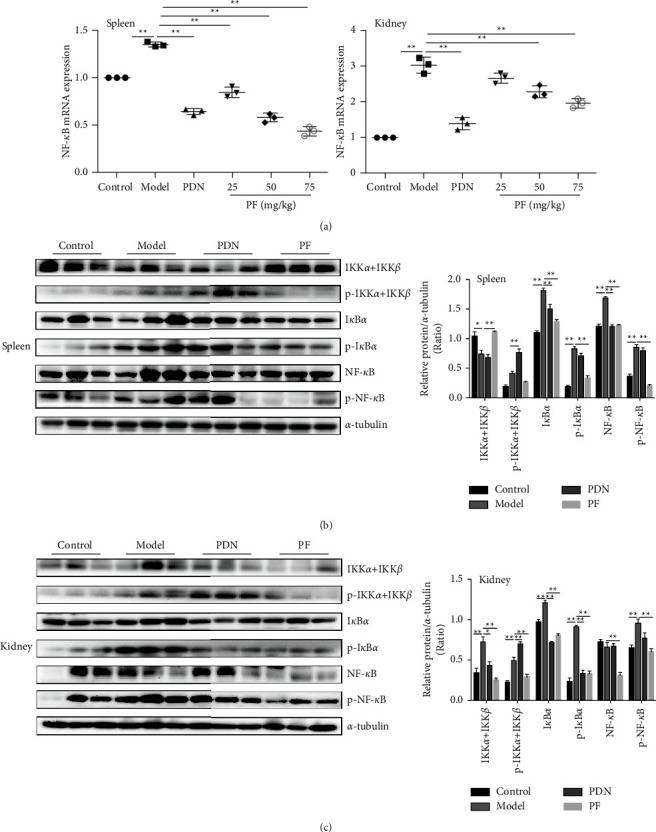 Spleen
**
**
**
**
**
NF-κB mRNA expression
1.5
1.0
0.5
0.0
Control
Model
PDN
25
50
75
PF (mg/kg)
Kidney
**
**
**
**
NF-κB mRNA expression
4
3
2
1
0
Control
Model
PDN
25
50
75
PF (mg/kg)
(a)
Control
Model
PDN
PF
Spleen
IKKα+IKKβ
p-IKKα+IKKβ
IκBα
p-IκBα
NF-κB
p-NF-κB
α-tubulin
Spleen
Relative protein/α-tubulin
(Ratio)
2.0
1.5
1.0
0.5
0.0
* **
**
** **
**
** **
** **
** **
IKKα+IKKβ
p-IKKα+IKKβ
IκBα
p-IκBα
NF-κB
p-NF-κB
Control
Model
PDN
PF
(b)
Control
Model
PDN
PF
Kidney
IKKα+IKKβ
p-IKKα+IKKβ
IκBα
p-IκBα
NF-κB
p-NF-κB
α-tubulin
Kidney
Relative protein/α-tubulin
(Ratio)
1.5
1.0
0.5
0.0
** *
**** **
**** **
**** **
**
** **
IKKα+IKKβ
p-IKKα+IKKβ
IκBα
p-IκBα
NF-κB
p-NF-κB
Control
Model
PDN
PF
(c)